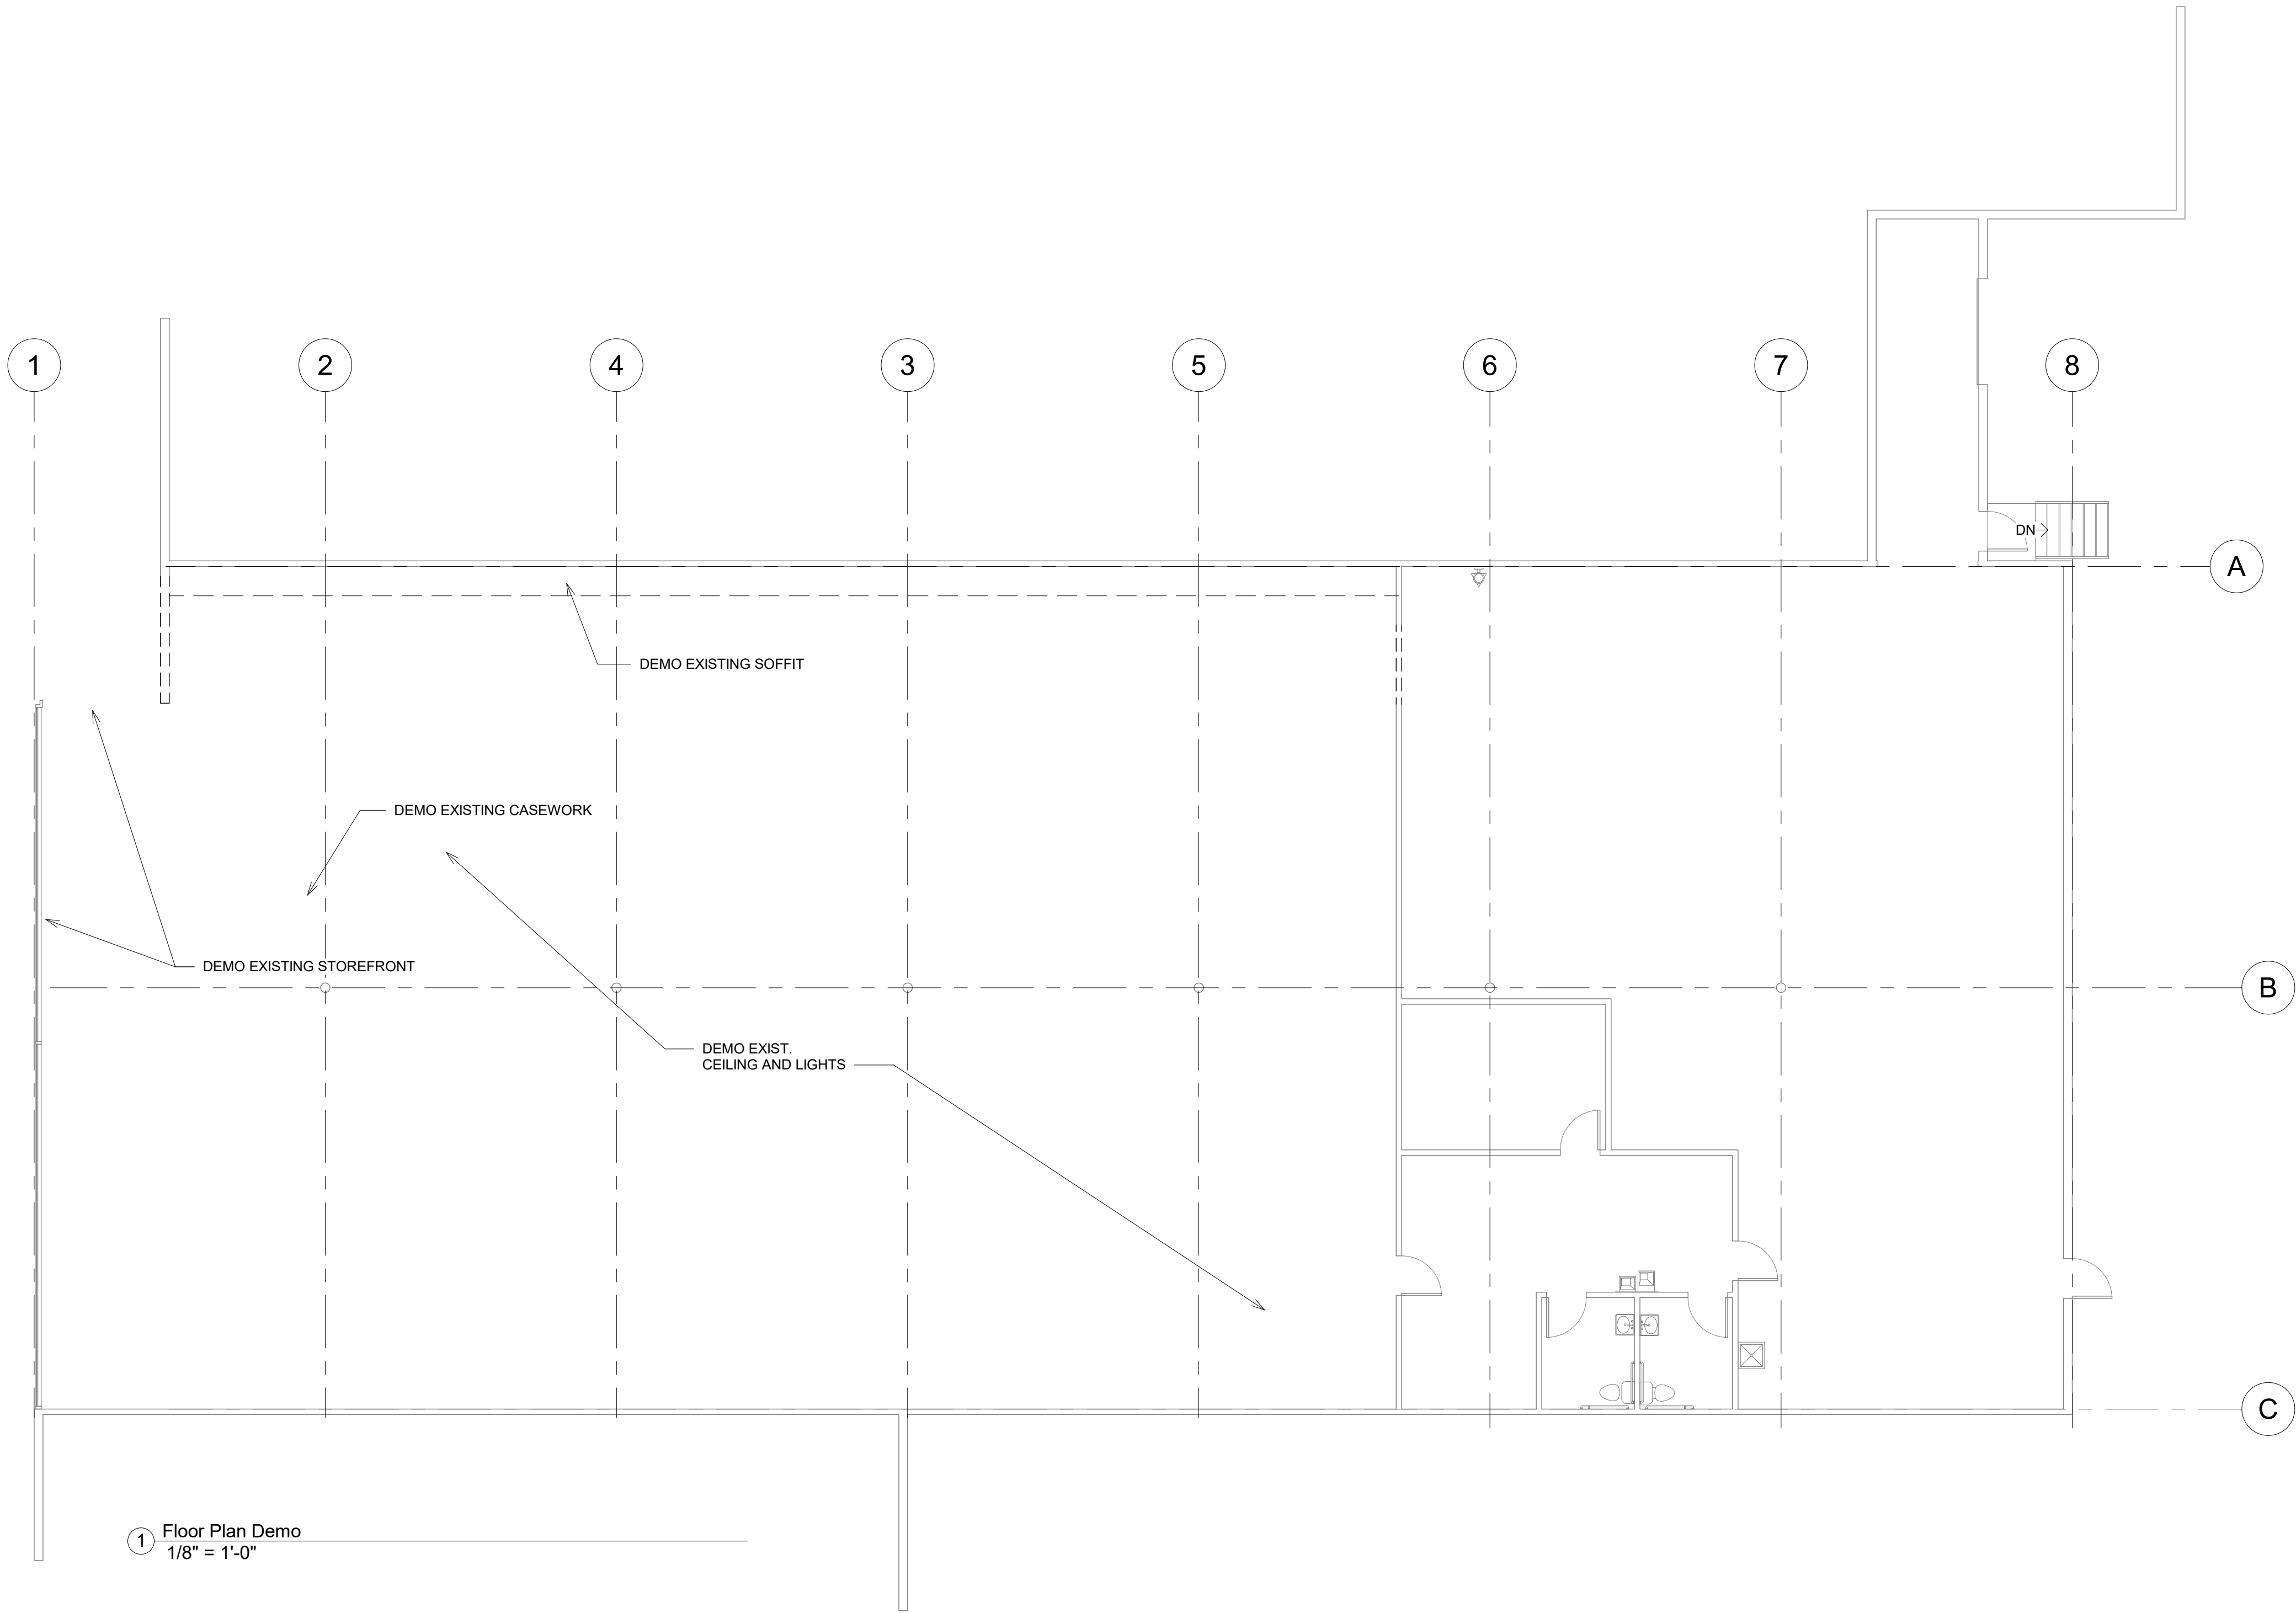 1
2
4
3
5
6
7
8
DN
A
DEMO EXISTING SOFFIT
DEMO EXISTING CASEWORK
DEMO EXISTING STOREFRONT
B
DEMO EXIST.
CEILING AND LIGHTS
C
1
Floor Plan Demo
1/8" = 1'-0"